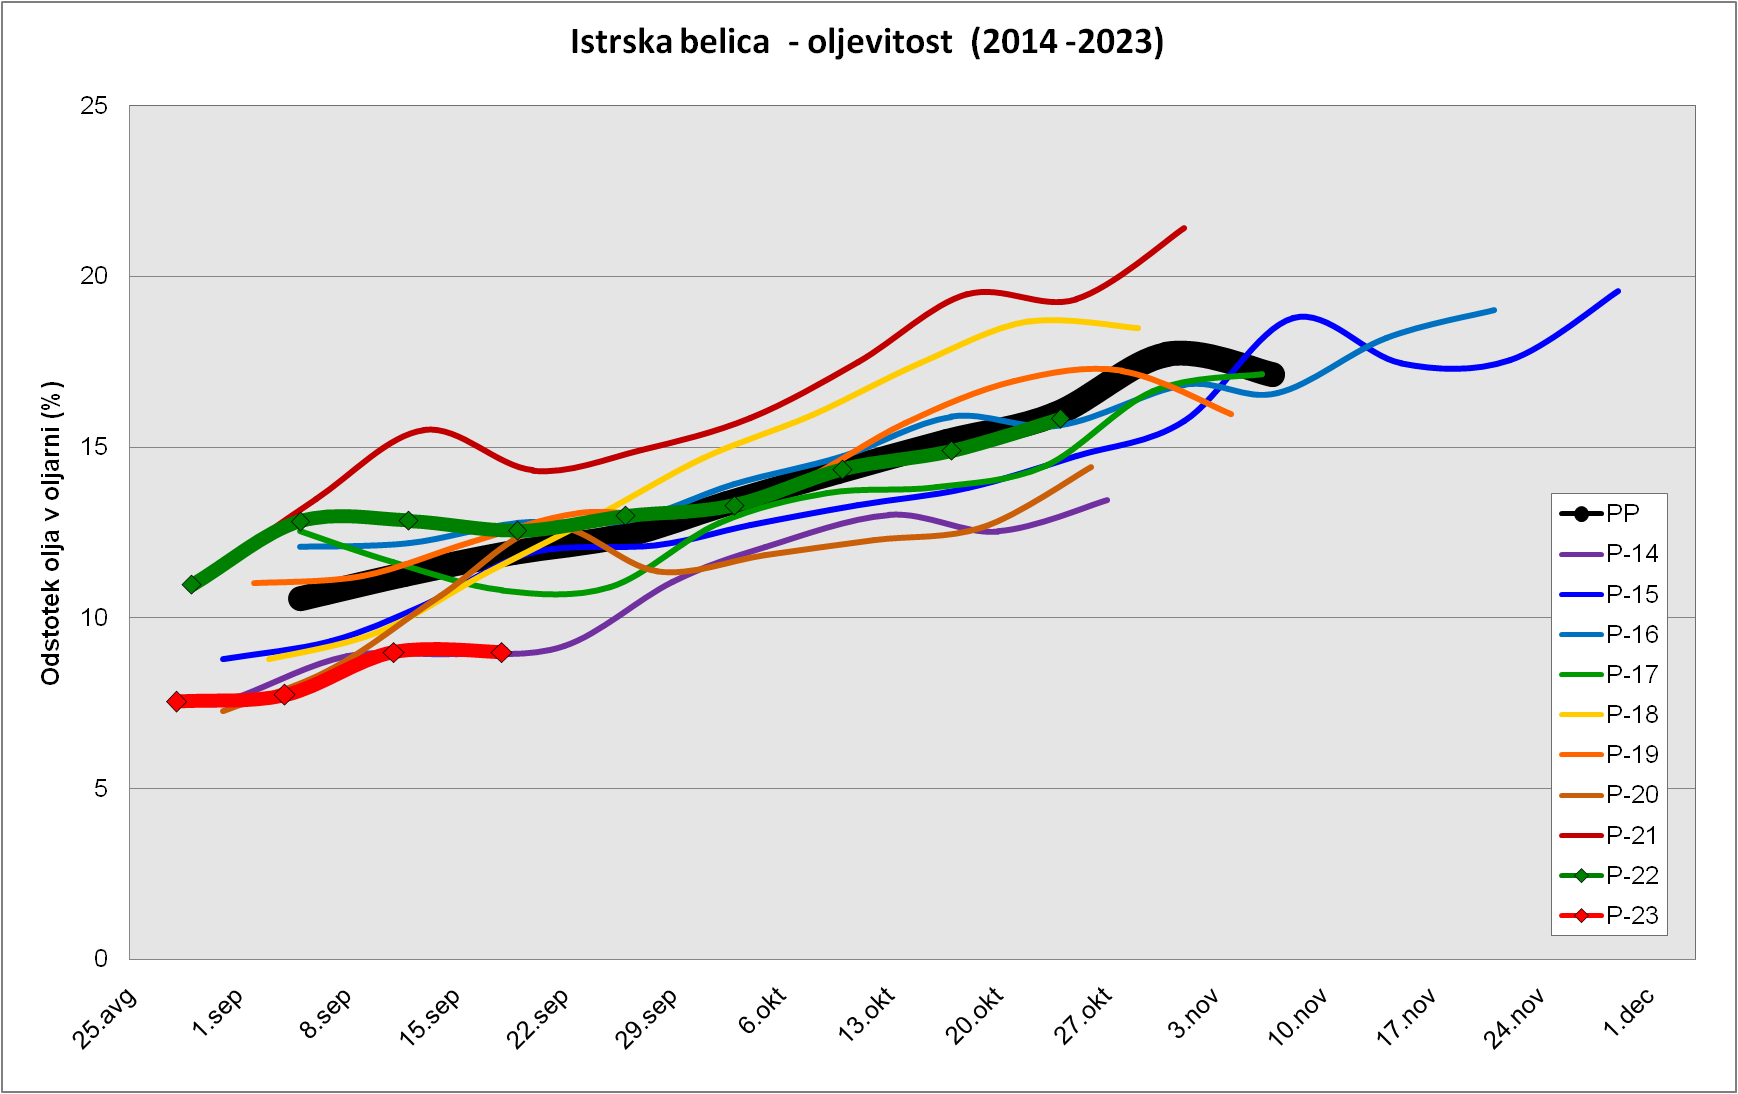 Istrska belica - oljevitost (2014 -2023)
Odstotek olja v oljarni (%)
25
20
15
10
5
0
25.avg
1.sep
8.sep
15.sep
22.sep
29.sep
6.okt
13.okt
20.okt
27.okt
3.nov
10.nov
17.nov
24.nov
1.dec
PP
P-14
P-15
P-16
P-17
P-18
P-19
P-20
P-21
P-22
P-23